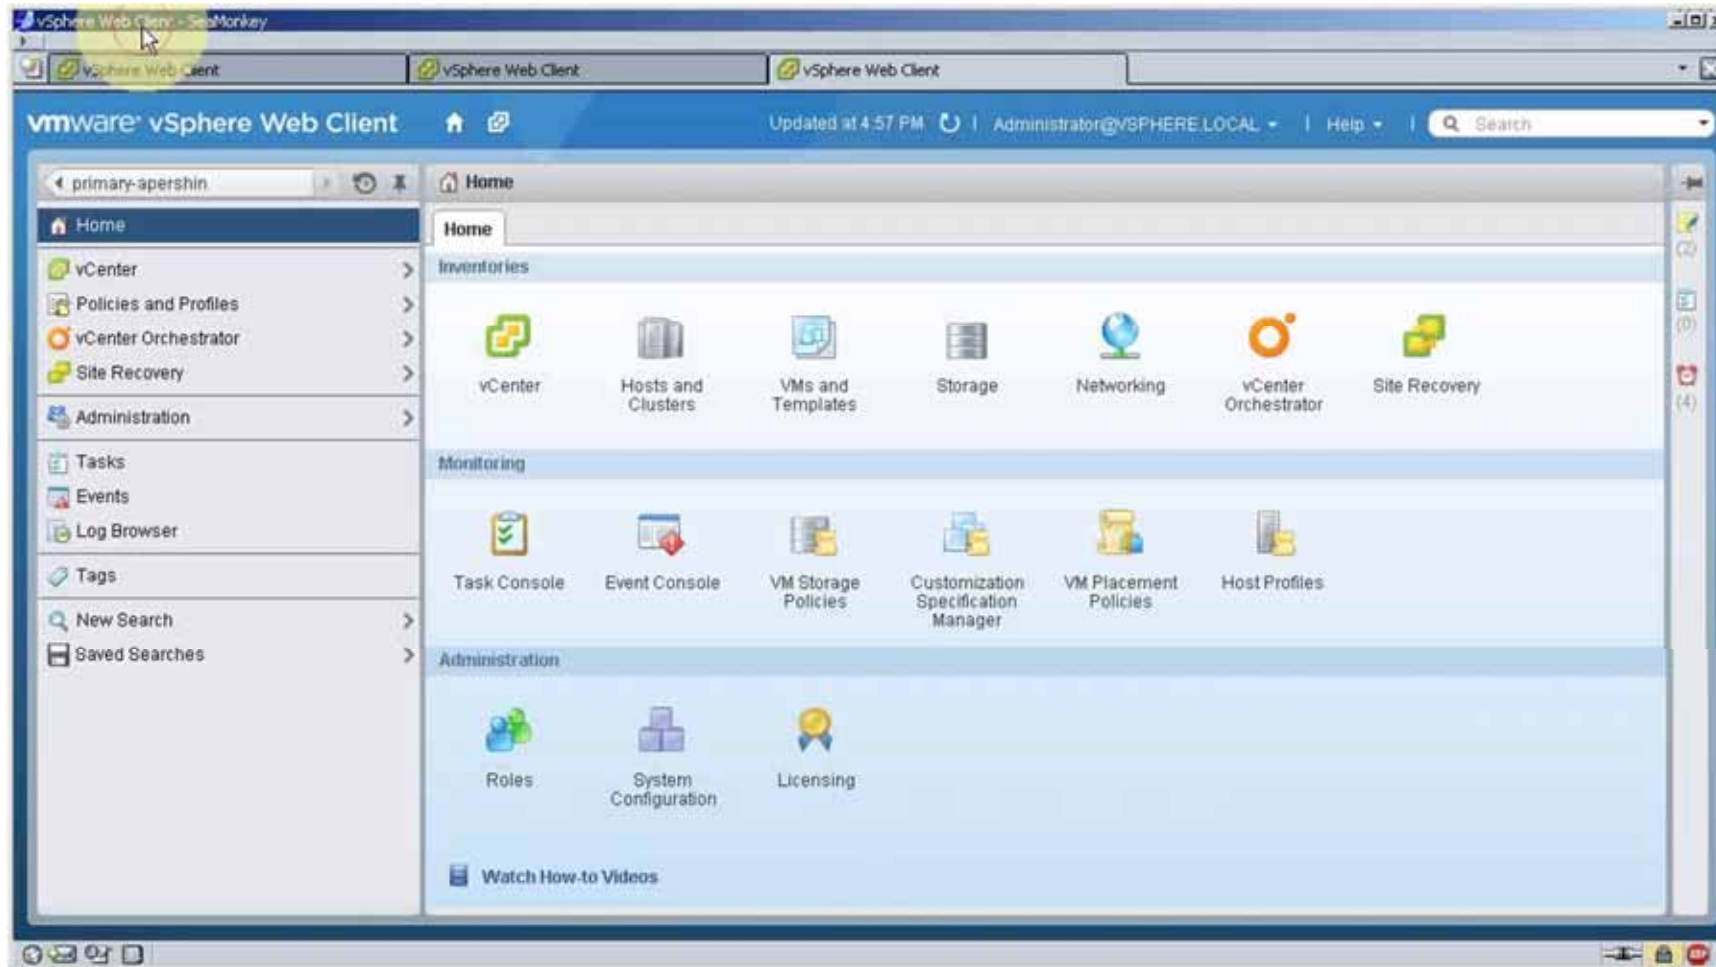 vSphere Web Client - SeaMonkey
vSphere Web Client
vSphere Web Client
vSphere Web Client
vmware vSphere Web Client
Updated at 4:57 PM
Administrator@VSPHERE.LOCAL
Help
Search
primary-apershin
Home
vCenter
Policies and Profiles
vCenter Orchestrator
Site Recovery
Administration
Tasks
Events
Log Browser
Tags
New Search
Saved Searches
Home
Home
Inventories
vCenter
Hosts and
Clusters
VMs and
Templates
Storage
Networking
vCenter
Orchestrator
Site Recovery
Monitoring
Task Console
Event Console
VM Storage
Policies
Customization
Specification
Manager
VM Placement
Policies
Host Profiles
Administration
Roles
System
Configuration
Licensing
Watch How-to Videos
(2)
(0)
(4)
ABP